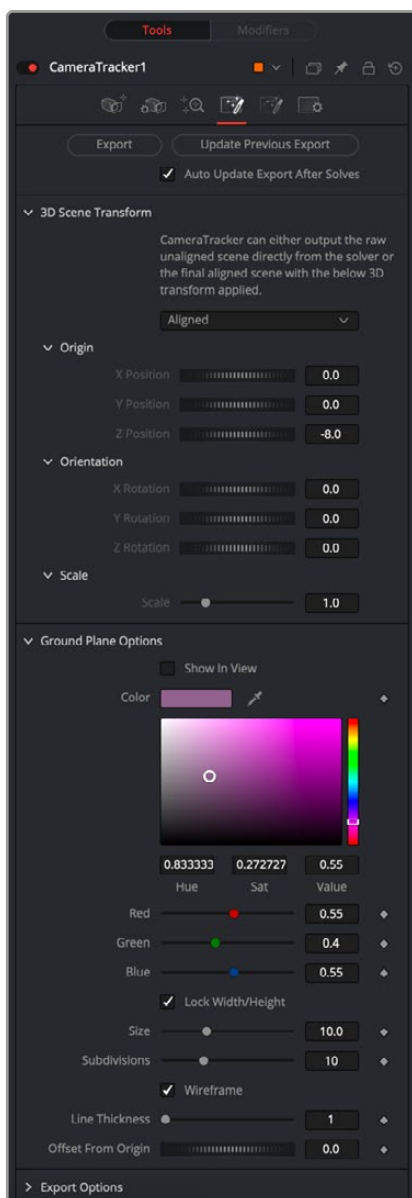 Tools Modifiers
CameraTracker1
Export Update Previous Export
Auto Update Export After Solves
3D Scene Transform
CameraTracker can either output the raw
unaligned scene directly from the solver or
the final aligned scene with the below 3D
transform applied.
Aligned
Origin
X Position 0.0
Y Position 0.0
Z Position -8.0
Orientation
X Rotation 0.0
Y Rotation 0.0
Z Rotation 0.0
Scale
Scale 1.0
Ground Plane Options
Show In View
Color
0.833333 0.272727 0.55
Hue Sat Value
Red 0.55
Green 0.4
Blue 0.55
Lock Width/Height
Size 10.0
Subdivisions 10
Wireframe
Line Thickness 1
Offset From Origin 0.0
Export Options